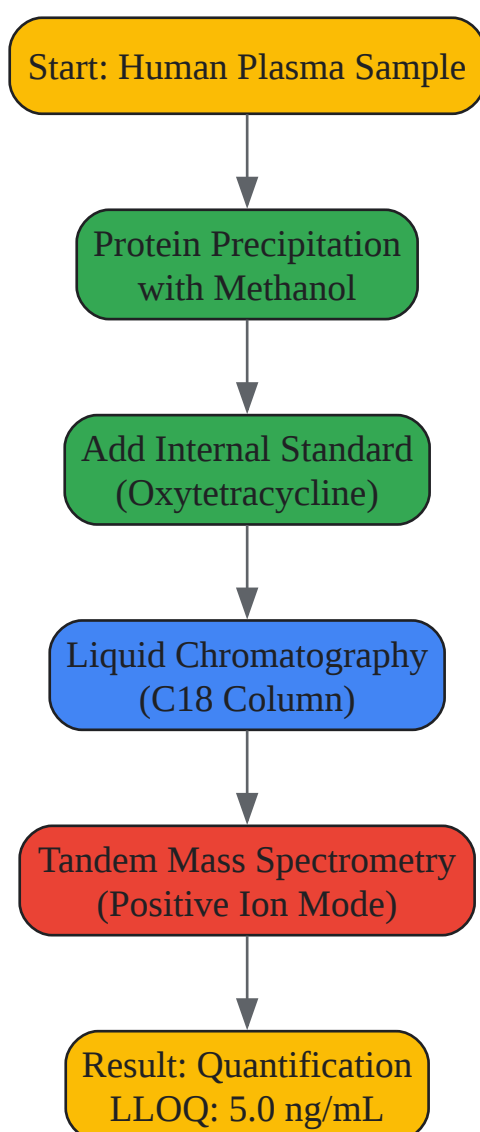 Start: Human Plasma Sample
Protein Precipitation
with Methanol
Add Internal Standard
(Oxytetracycline)
Liquid Chromatography
(C18 Column)
Tandem Mass Spectrometry
(Positive Ion Mode)
Result: Quantification
LLOQ: 5.0 ng/mL